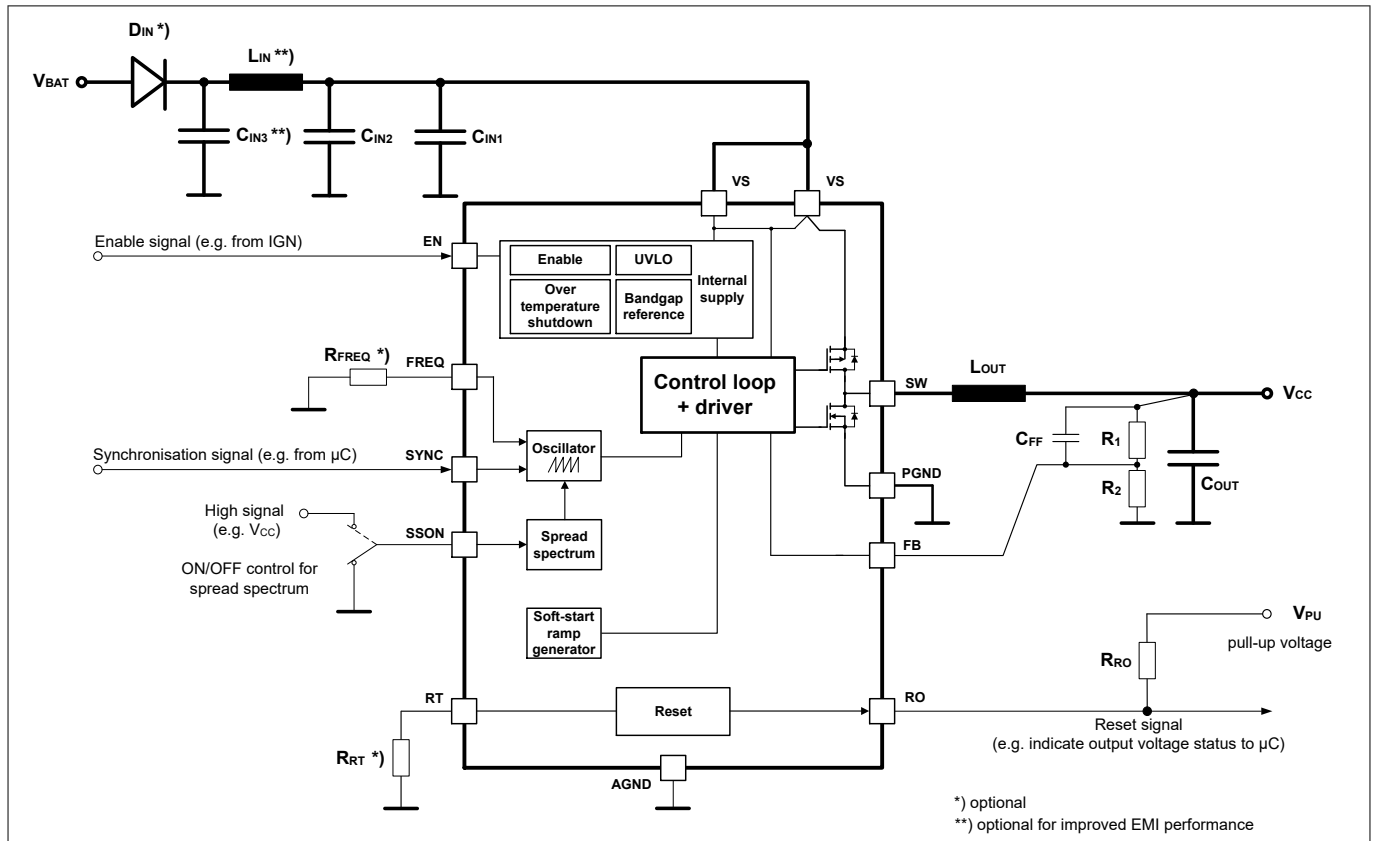 DIN *)
LIN **)
VBAT
CIN3 **)
CIN2
CIN1
VS
VS
Enable signal (e.g. from IGN)
EN
Enable
UVLO
Internal
supply
Over
temperature
shutdown
Bandgap
reference
RFREQ *)
FREQ
Control loop
+ driver
SW
LOUT
VCC
Synchronisation signal (e.g. from µC)
SYNC
Oscillator
CFF
R1
R2
COUT
PGND
High signal
(e.g. VCC)
SSON
Spread
spectrum
FB
ON/OFF control for
spread spectrum
Soft-start
ramp
generator
VPU
pull-up voltage
RRO
RT
Reset
RO
Reset signal
(e.g. indicate output voltage status to µC)
RRT *)
AGND
*) optional
**) optional for improved EMI performance